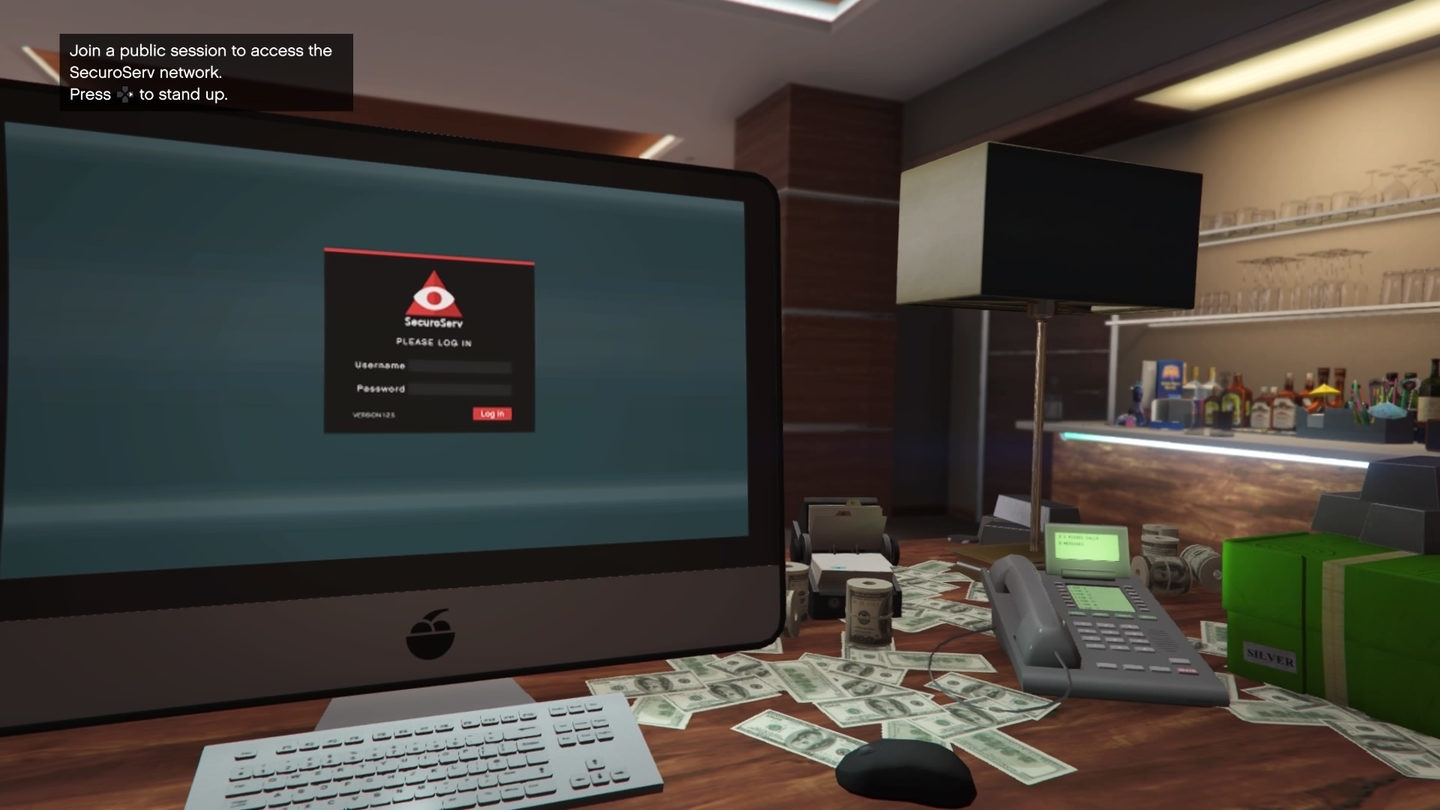 Join a public session to access the
SecuroServ network.
Press to stand up.
SecuroServ
PLEASE LOG IN
Username
Password
VERSION 1.2.5
Log in
SILVER